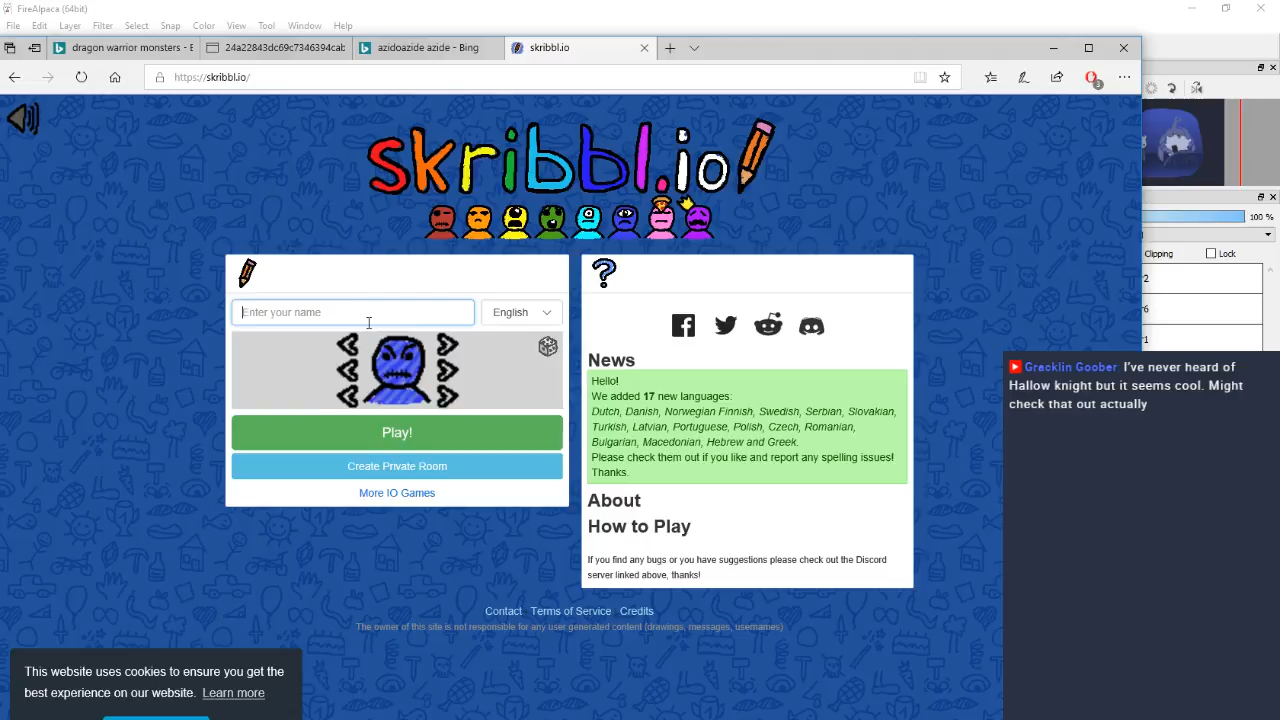 FireAlpaca (64bit)
File Edit Layer Filter Select Snap Color View Tool Window Help
dragon warrior monsters - E
24a22843dc69c7346394cab
azidoazide azide - Bing
skribbl.io
https://skribbl.io/
3
skribbl.io
Enter your name
English
Play!
Create Private Room
More IO Games
?
News
Hello!
We added 17 new languages:
Dutch, Danish, Norwegian Finnish, Swedish, Serbian, Slovakian,
Turkish, Latvian, Portuguese, Polish, Czech, Romanian,
Bulgarian, Macedonian, Hebrew and Greek.
Please check them out if you like and report any spelling issues!
Thanks.
About
How to Play
If you find any bugs or you have suggestions please check out the Discord
server linked above, thanks!
Contact Terms of Service Credits
The owner of this site is not responsible for any user generated content (drawings, messages, usernames)
This website uses cookies to ensure you get the
best experience on our website. Learn more
100 %
Clipping Lock
r2
r6
r1
Gracklin Goober I've never heard of
Hallow knight but it seems cool. Might
check that out actually